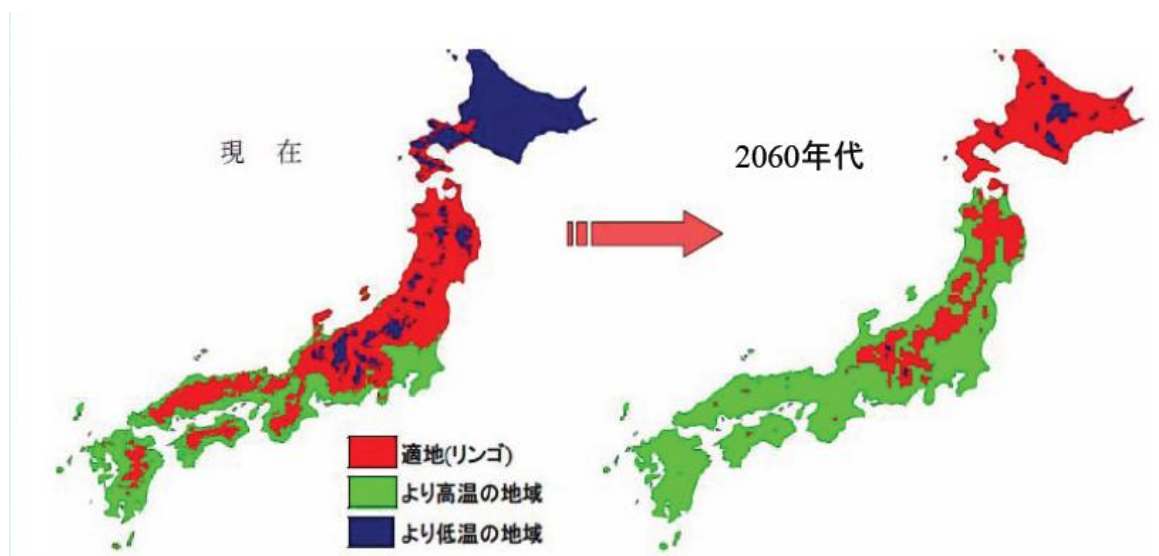 現 在
2060年代
適地(リンゴ)
より高温の地域
より低温の地域